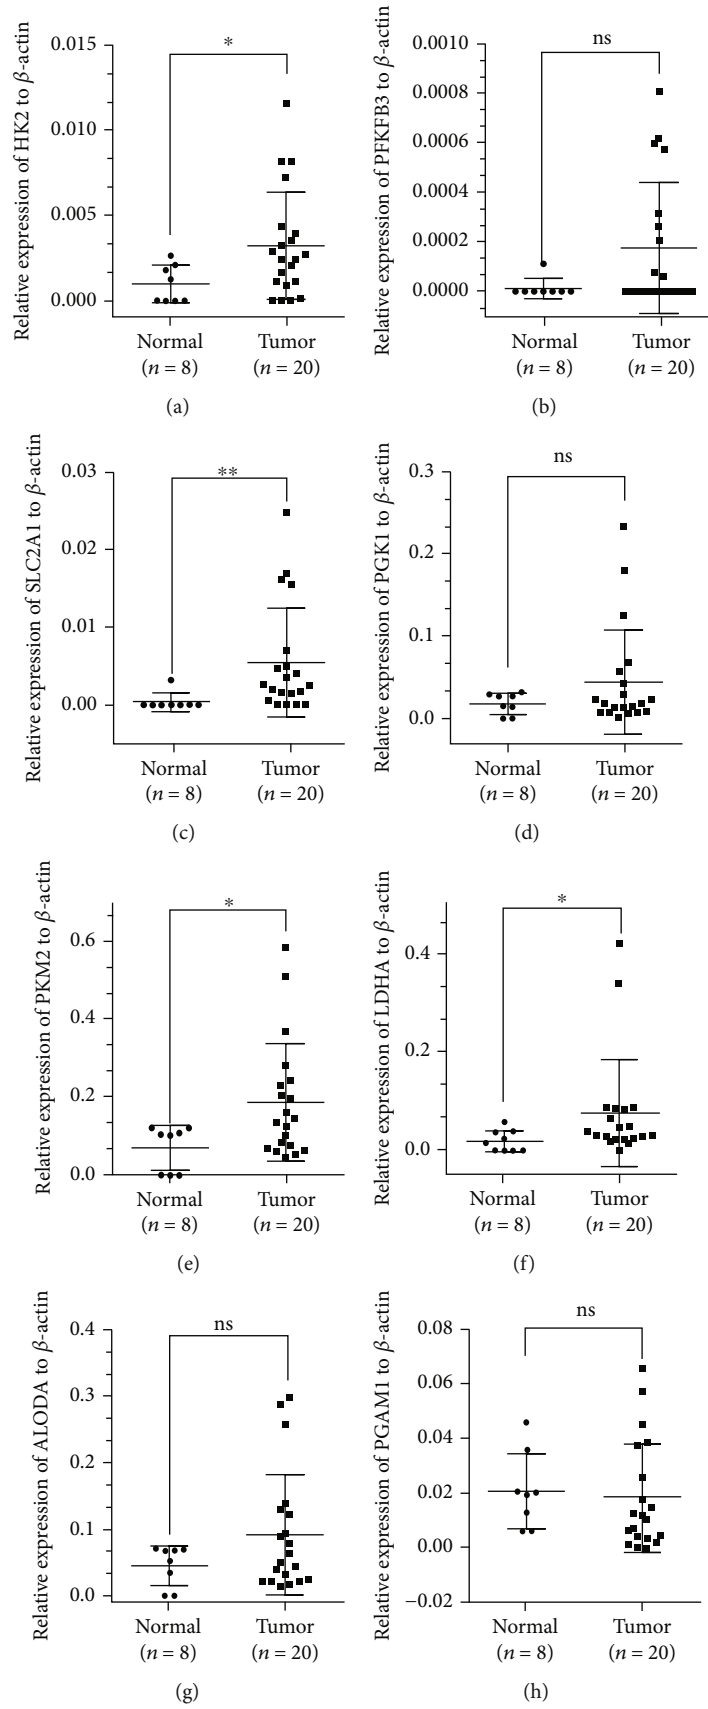 Relative expression of HK2 to β-actin
0.015
0.010
0.005
0.000
*
Normal
(n = 8)
Tumor
(n = 20)
(a)
Relative expression of PFKFB3 to β-actin
0.0010
0.0008
0.0006
0.0004
0.0002
0.0000
ns
Normal
(n = 8)
Tumor
(n = 20)
(b)
Relative expression of SLC2A1 to β-actin
0.03
0.02
0.01
0.00
**
Normal
(n = 8)
Tumor
(n = 20)
(c)
Relative expression of PGK1 to β-actin
0.3
0.2
0.1
0.0
ns
Normal
(n = 8)
Tumor
(n = 20)
(d)
Relative expression of PKM2 to β-actin
0.6
0.4
0.2
0.0
*
Normal
(n = 8)
Tumor
(n = 20)
(e)
Relative expression of LDHA to β-actin
0.4
0.2
0.0
*
Normal
(n = 8)
Tumor
(n = 20)
(f)
Relative expression of ALODA to β-actin
0.4
0.3
0.2
0.1
0.0
ns
Normal
(n = 8)
Tumor
(n = 20)
(g)
Relative expression of PGAM1 to β-actin
0.08
0.06
0.04
0.02
0.00
−0.02
ns
Normal
(n = 8)
Tumor
(n = 20)
(h)